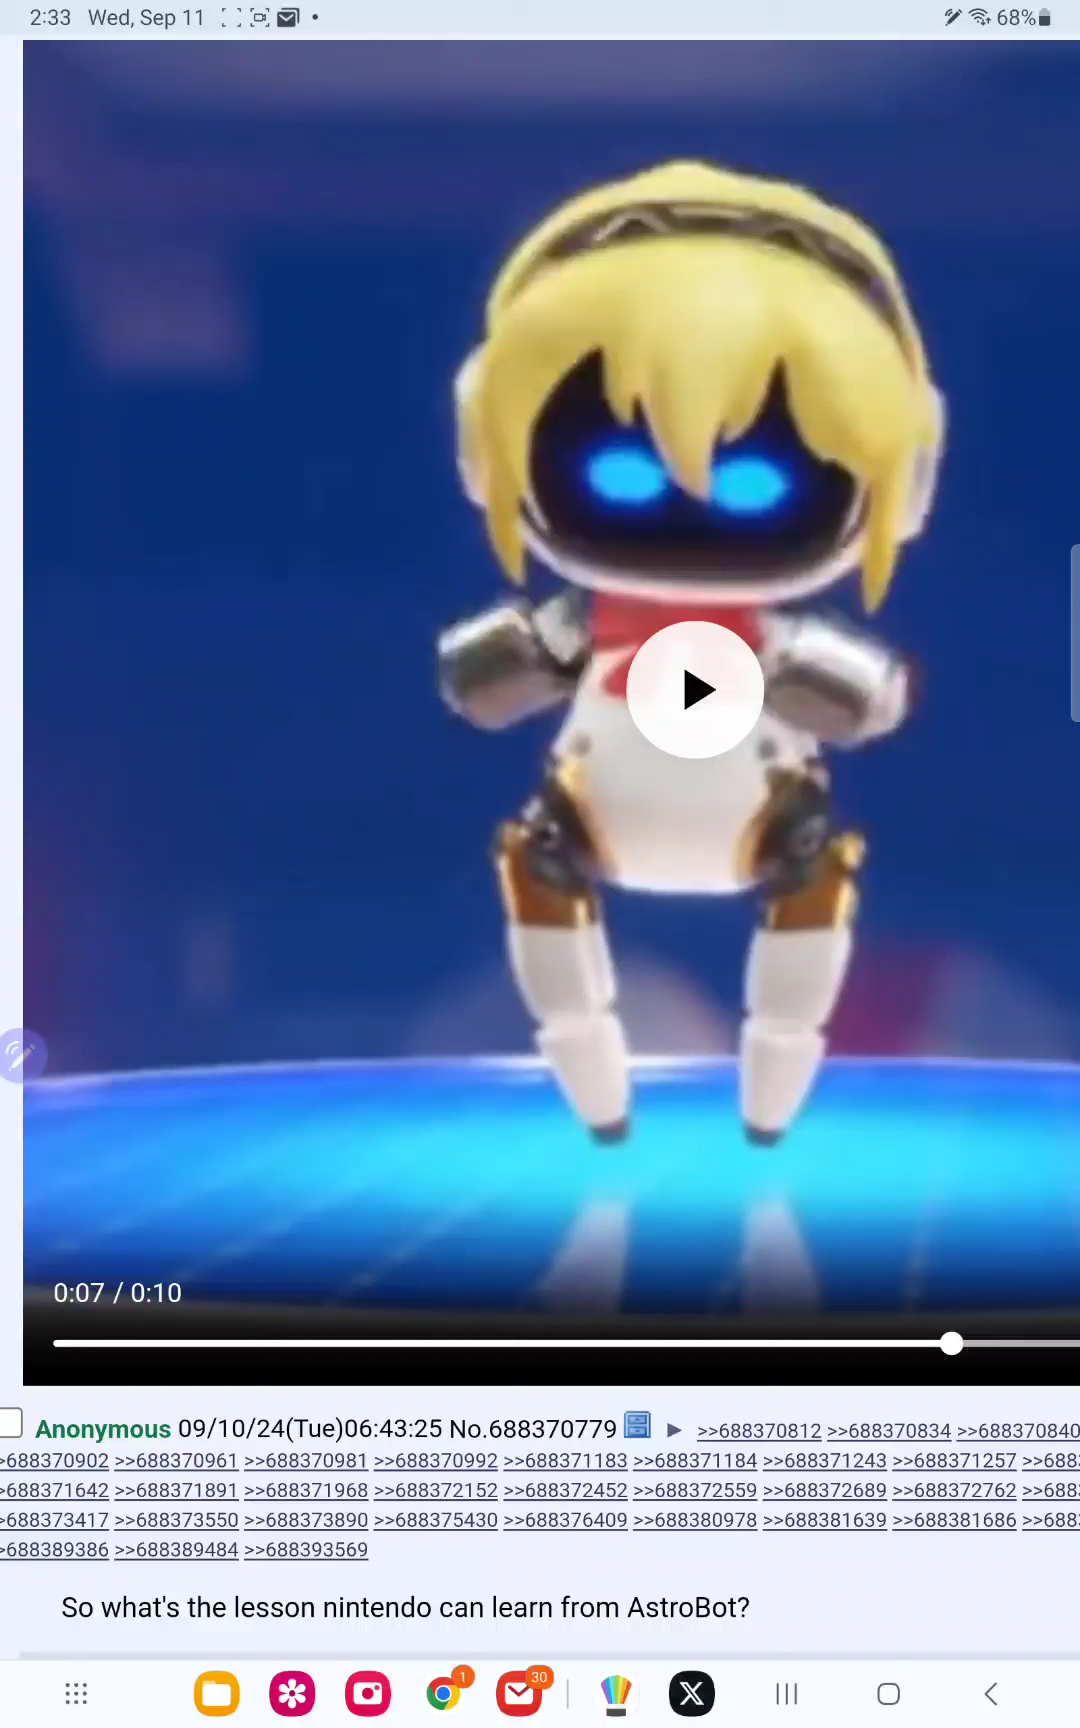 2:33 Wed, Sep 11
68%
0:07 / 0:10
Anonymous 09/10/24(Tue)06:43:25 No.688370779 ▶ >>688370812 >>688370834 >>688370840
>688370902 >>688370961 >>688370981 >>688370992 >>688371183 >>688371184 >>688371243 >>688371257 >>688
>688371642 >>688371891 >>688371968 >>688372152 >>688372452 >>688372559 >>688372689 >>688372762 >>688
>688373417 >>688373550 >>688373890 >>688375430 >>688376409 >>688380978 >>688381639 >>688381686 >>688
>688389386 >>688389484 >>688393569
So what's the lesson nintendo can learn from AstroBot?
1
30